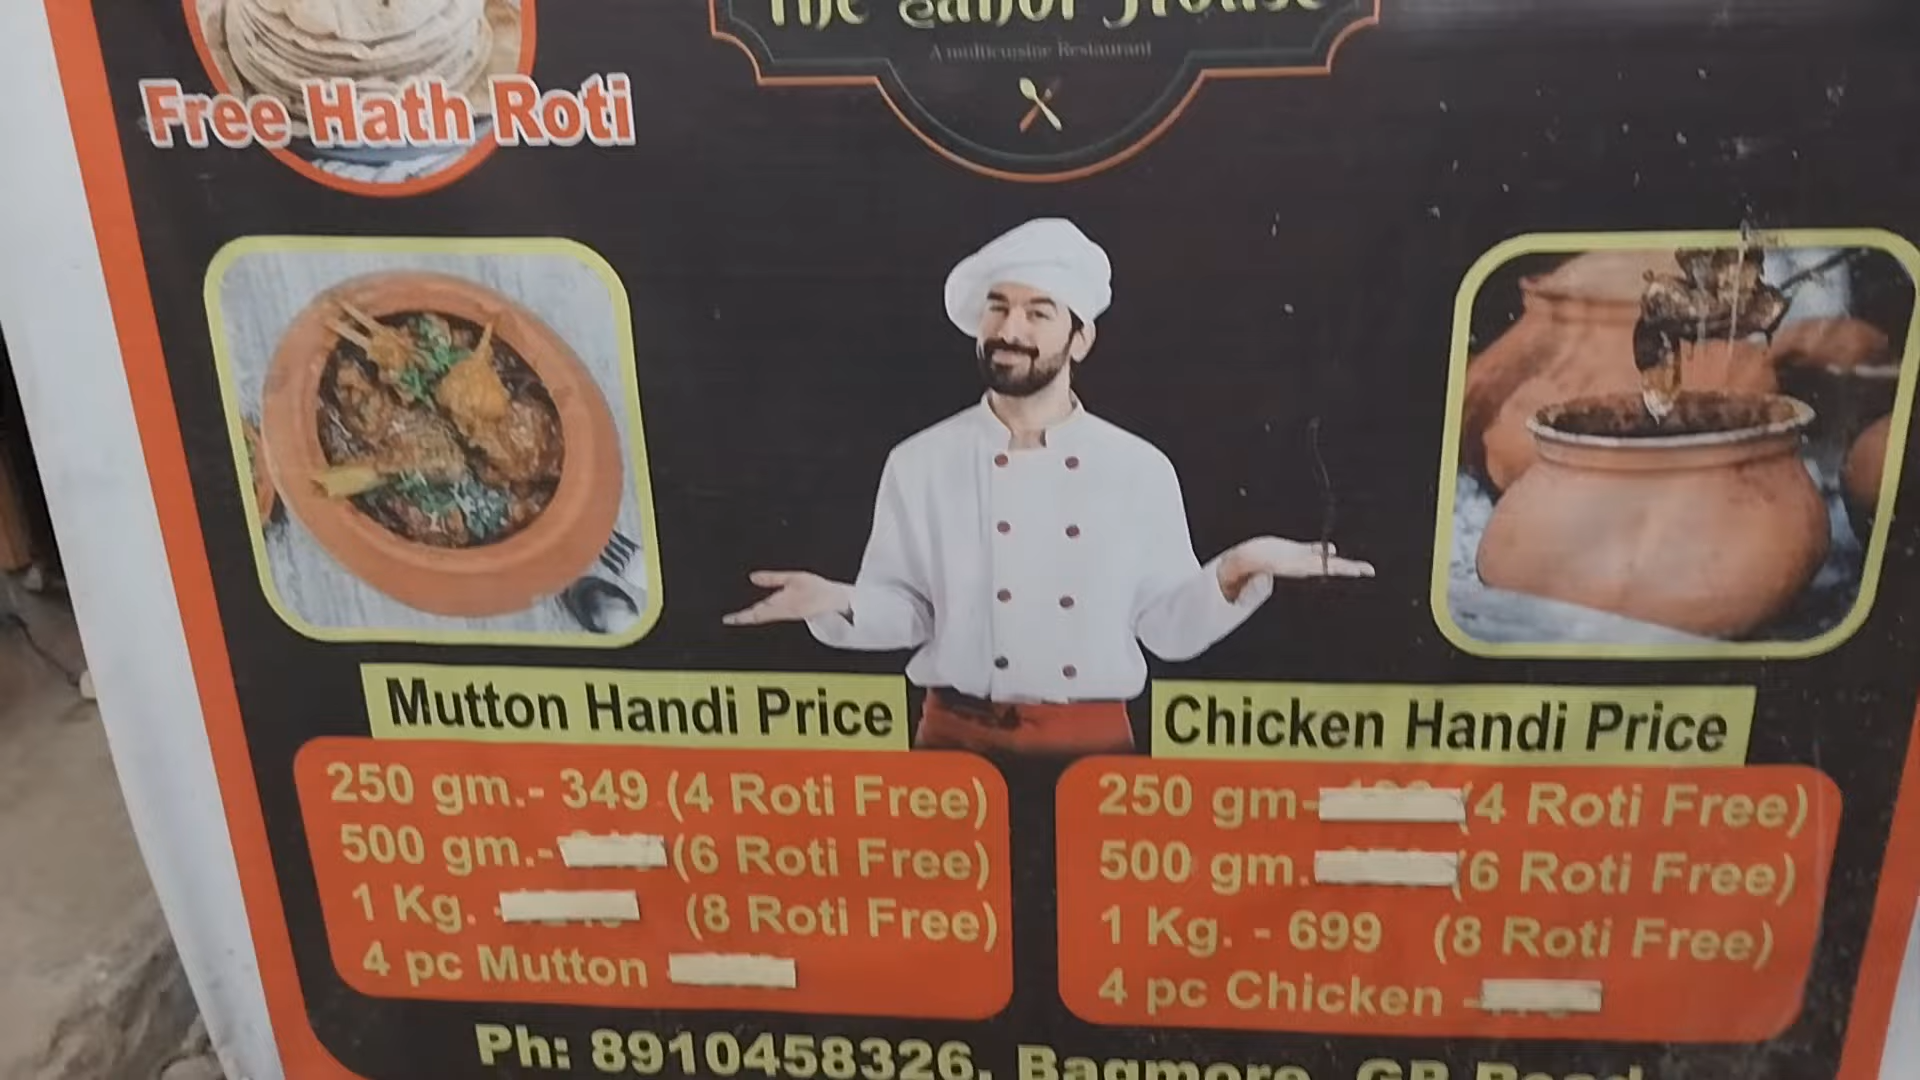 A multicuisine Restaurant
Free Hath Roti
Mutton Handi Price
250 gm.- 349 (4 Roti Free)
500 gm.- (6 Roti Free)
1 Kg. - (8 Roti Free)
4 pc Mutton
Chicken Handi Price
250 gm- (4 Roti Free)
500 gm. (6 Roti Free)
1 Kg. - 699 (8 Roti Free)
4 pc Chicken -
Ph: 8910458326,